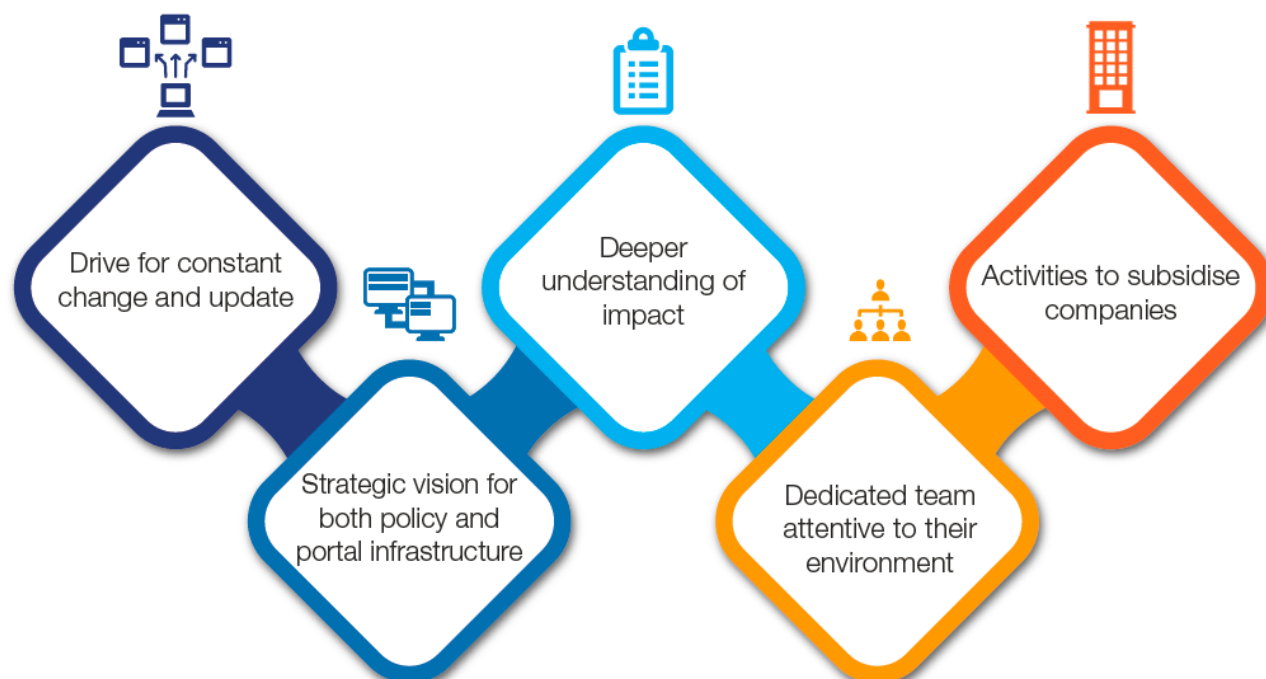 Drive for constant
change and update
Strategic vision for
both policy and
portal infrastructure
Deeper
understanding of
impact
Dedicated team
attentive to their
environment
Activities to subsidise
companies